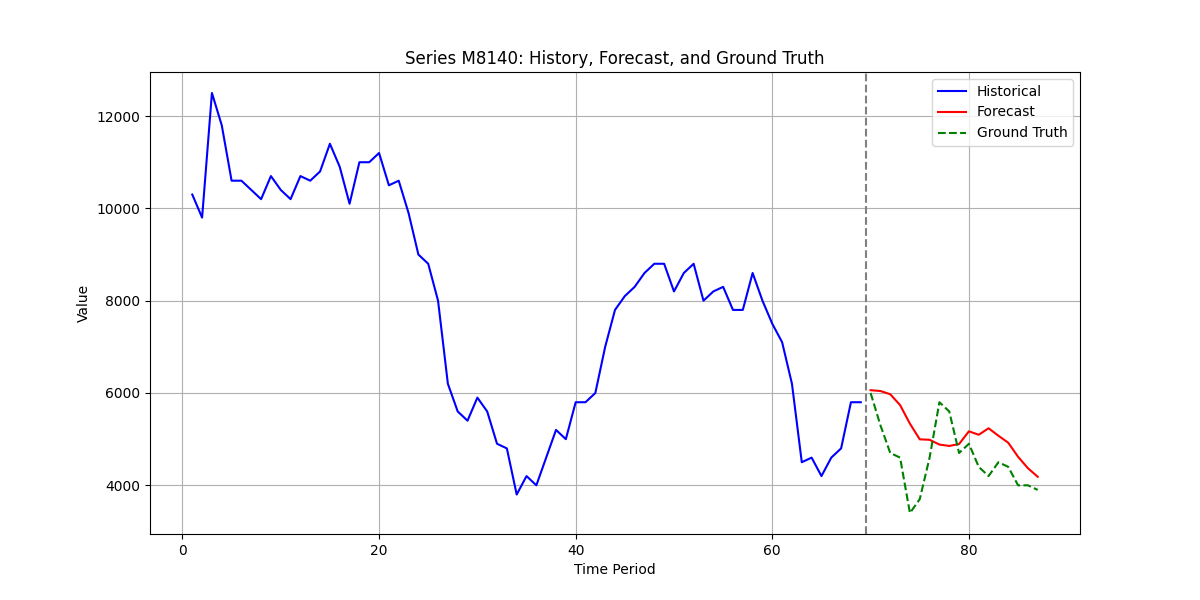 Series M8140: History, Forecast, and Ground Truth
Historical
Forecast
Ground Truth
Value
12000
10000
8000
6000
4000
0 20 40 60 80
Time Period